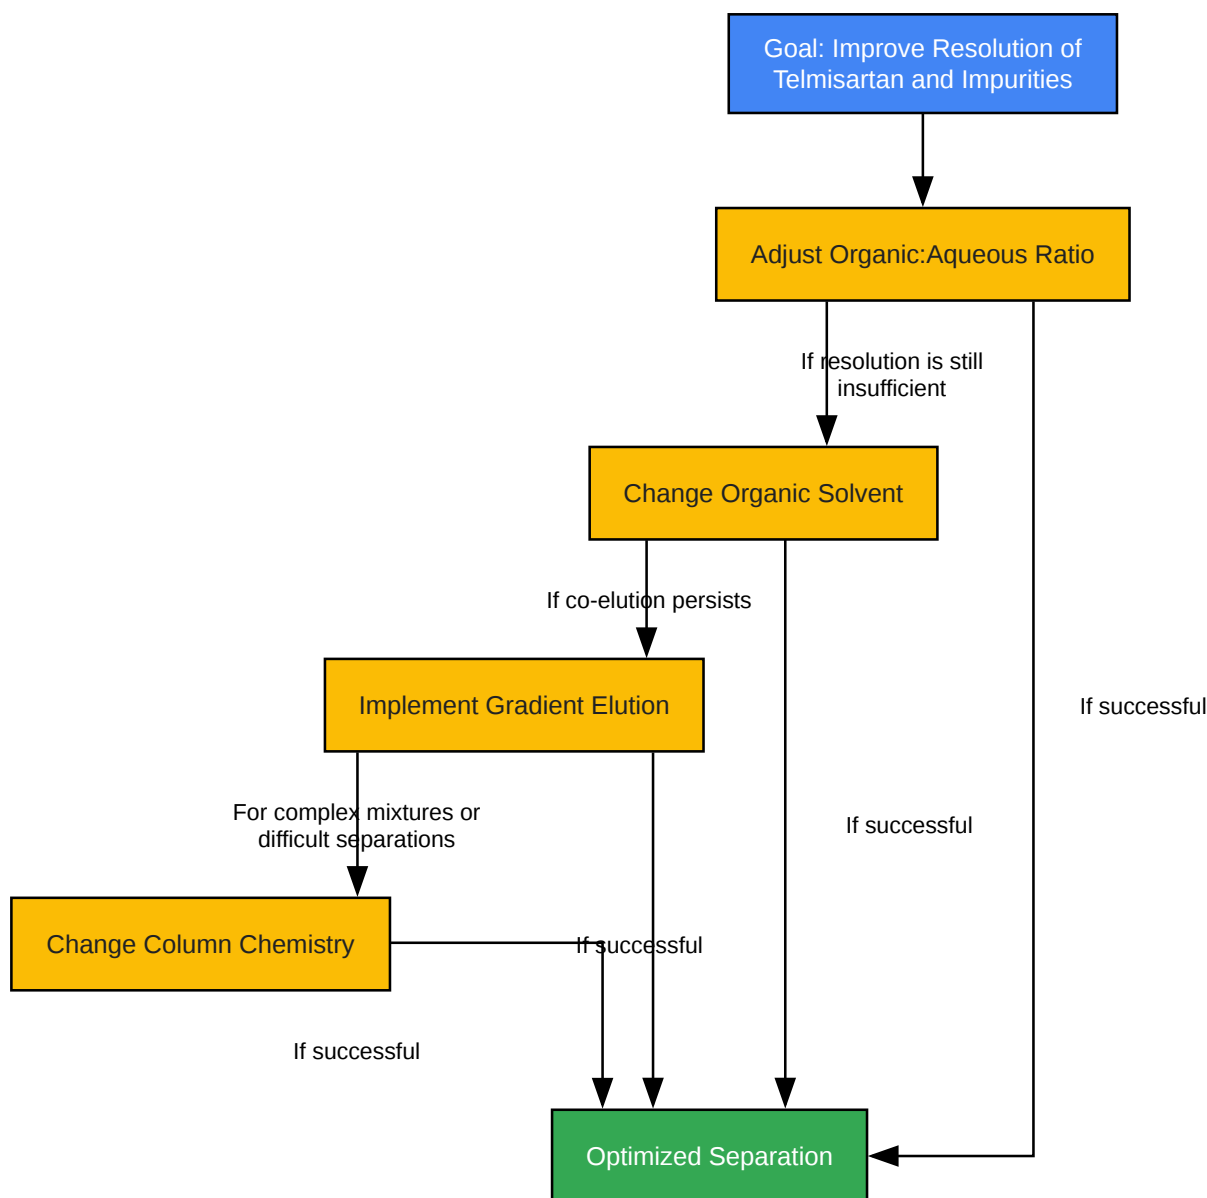 Goal: Improve Resolution of
Telmisartan and Impurities
Adjust Organic:Aqueous Ratio
If resolution is still
insufficient
Change Organic Solvent
If co-elution persists
Implement Gradient Elution
If successful
For complex mixtures or
difficult separations
If successful
Change Column Chemistry
If successful
If successful
Optimized Separation